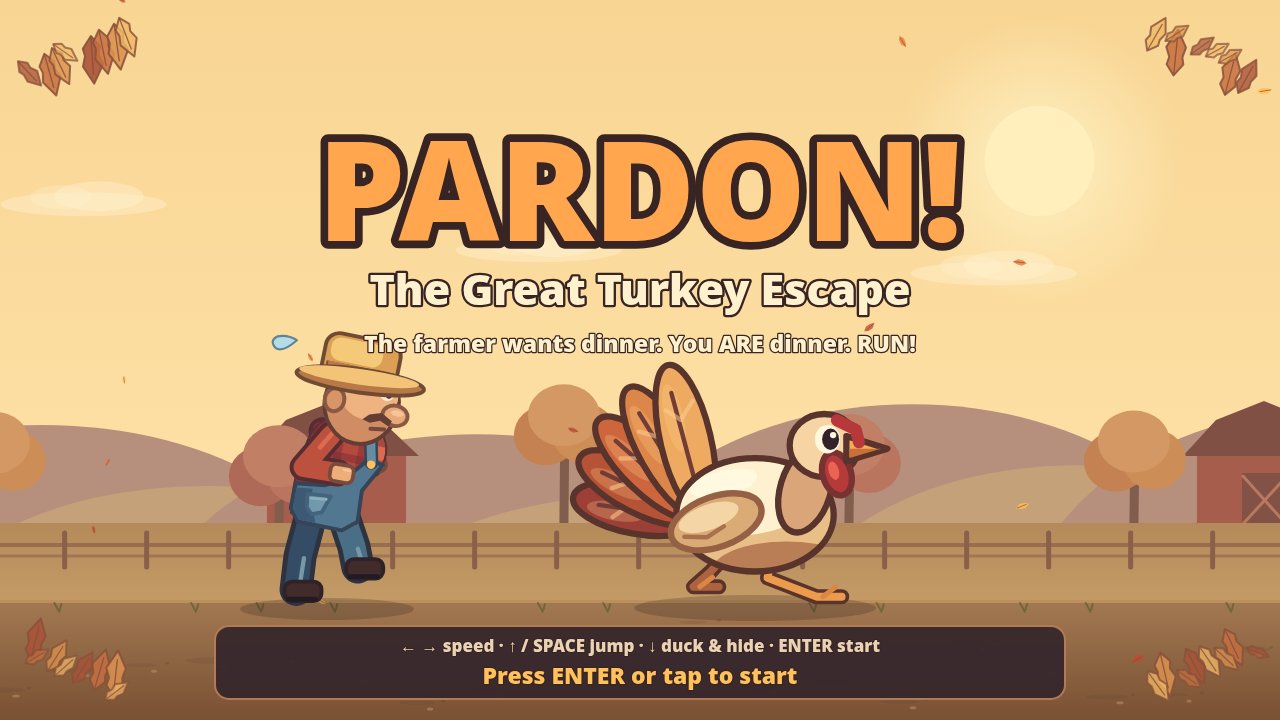 PARDON!
The Great Turkey Escape
The farmer wants dinner. You ARE dinner. RUN!
← → speed · ↑ / SPACE jump · ↓ duck & hide · ENTER start
Press ENTER or tap to start